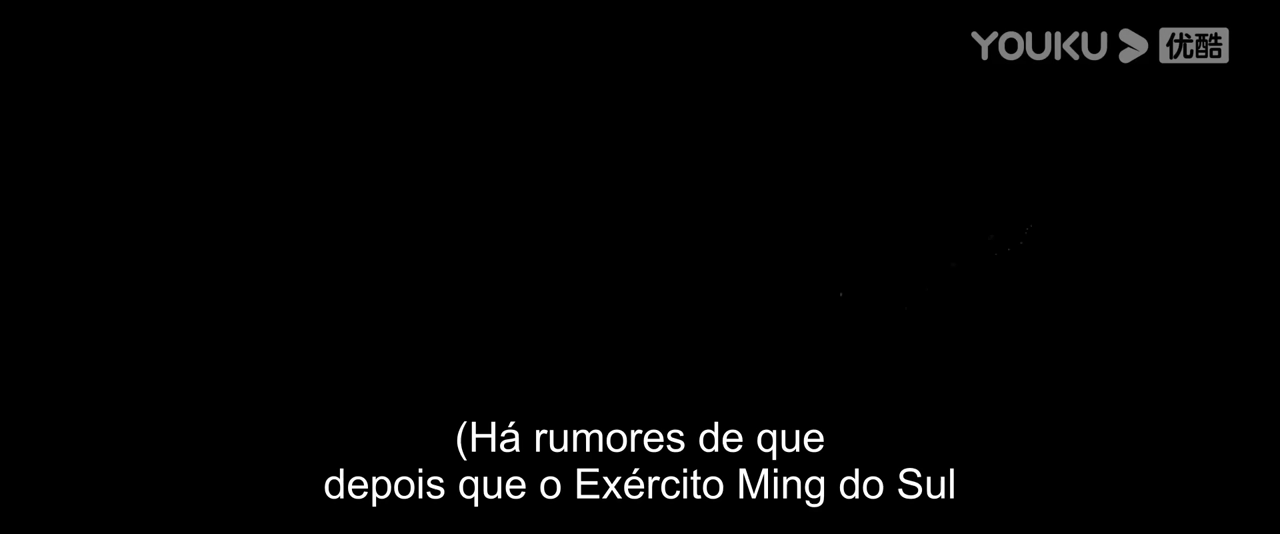 YOUKU 优酷
(Há rumores de que
depois que o Exército Ming do Sul